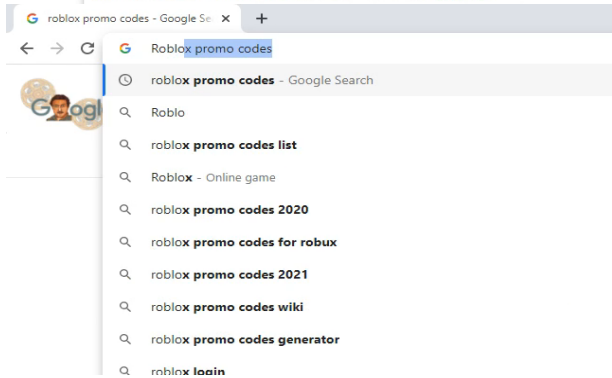 roblox promo codes - Google Se
Roblox promo codes
roblox promo codes - Google Search
Googl
Roblo
roblox promo codes list
Roblox - Online game
roblox promo codes 2020
roblox promo codes for robux
roblox promo codes 2021
roblox promo codes wiki
roblox promo codes generator
roblox login